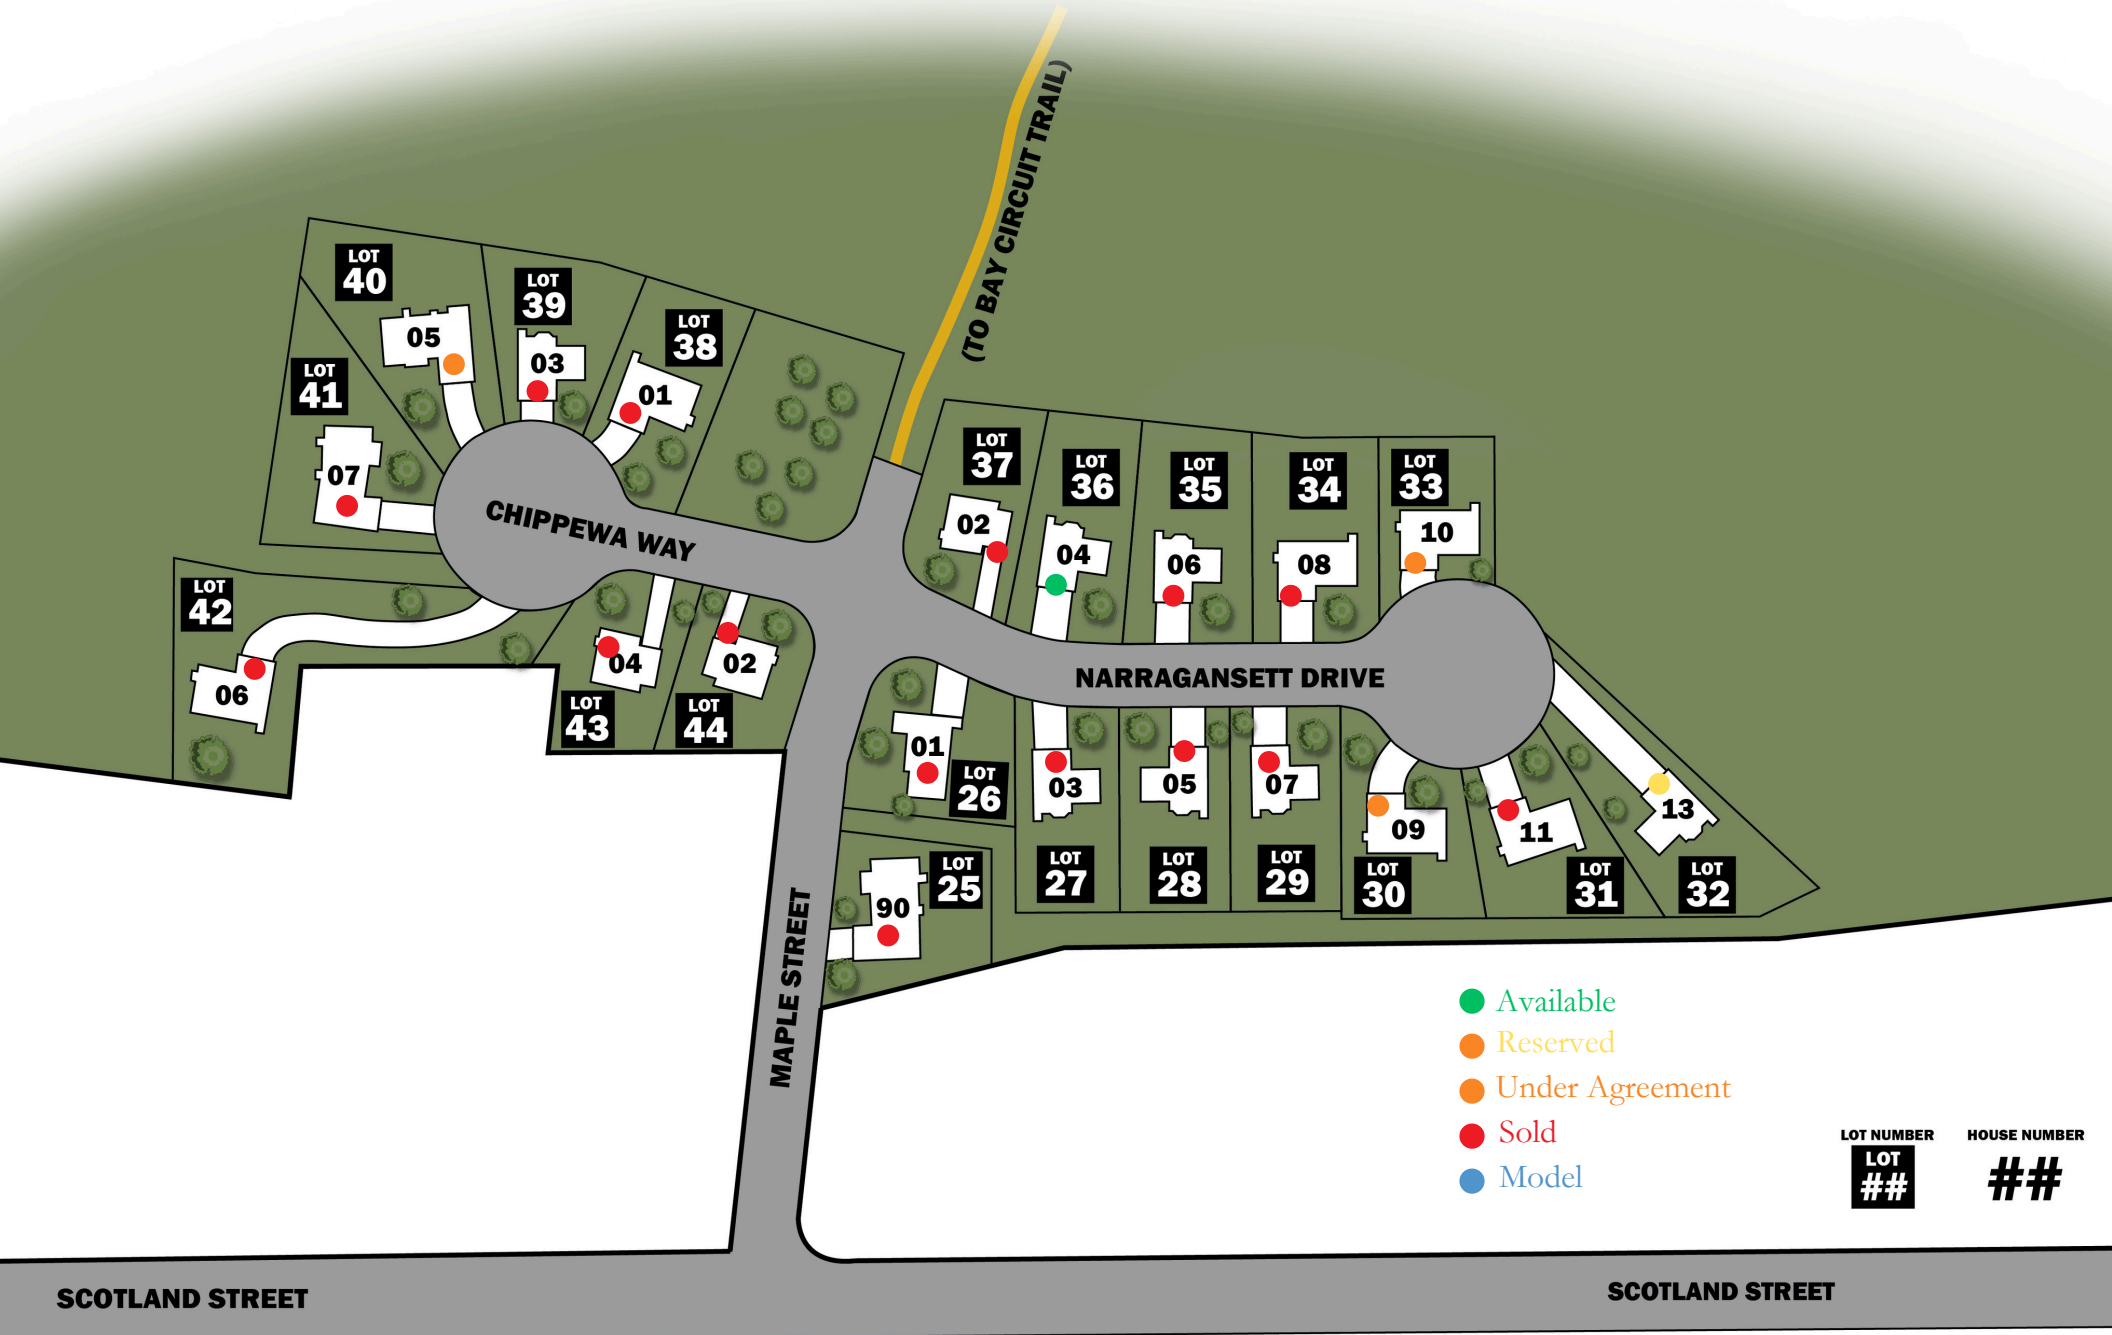 (TO BAY CIRCUIT TRAIL)
LOT
40
05
LOT
39
03
LOT
38
01
LOT
41
07
CHIPPEWA WAY
LOT
42
06
04
LOT
43
02
LOT
44
LOT
37
02
LOT
36
04
LOT
35
06
LOT
34
08
LOT
33
10
NARRAGANSETT DRIVE
01
LOT
26
03
LOT
27
05
LOT
28
07
LOT
29
09
LOT
30
11
LOT
31
13
LOT
32
LOT
25
90
MAPLE STREET
Available
Reserved
Under Agreement
Sold
Model
LOT NUMBER
LOT
##
HOUSE NUMBER
##
SCOTLAND STREET
SCOTLAND STREET